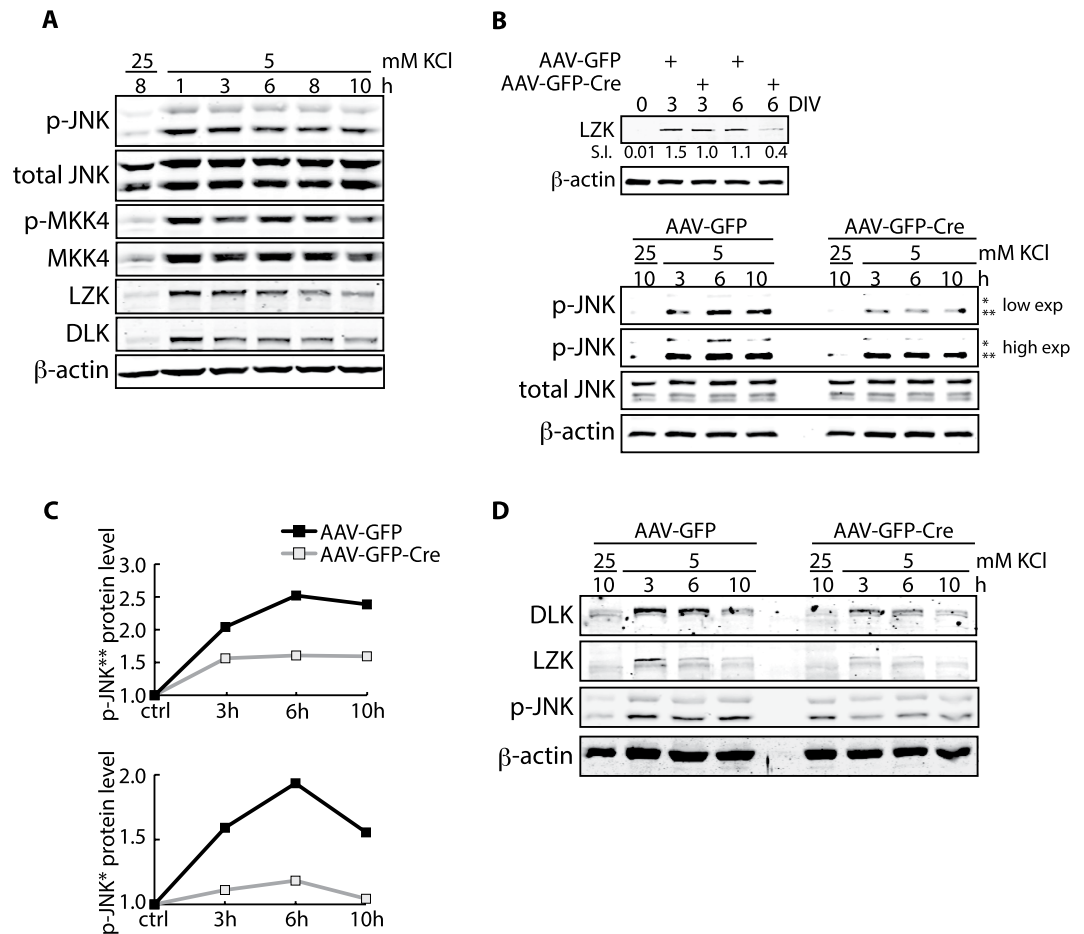 A
25 5 mM KCl
8 1 3 6 8 10 h
p-JNK
total JNK
p-MKK4
MKK4
LZK
DLK
β-actin
B
AAV-GFP + +
AAV-GFP-Cre + +
0 3 3 6 6 DIV
LZK
S.I. 0.01 1.5 1.0 1.1 0.4
β-actin
AAV-GFP AAV-GFP-Cre
25 5 25 5 mM KCl
10 3 6 10 10 3 6 10 h
p-JNK * ** low exp
p-JNK * ** high exp
total JNK
β-actin
C
AAV-GFP
AAV-GFP-Cre
p-JNK** protein level
3.0
2.5
2.0
1.5
1.0
ctrl 3h 6h 10h
p-JNK* protein level
2.0
1.5
1.0
ctrl 3h 6h 10h
D
AAV-GFP AAV-GFP-Cre
25 5 25 5 mM KCl
10 3 6 10 10 3 6 10 h
DLK
LZK
p-JNK
β-actin